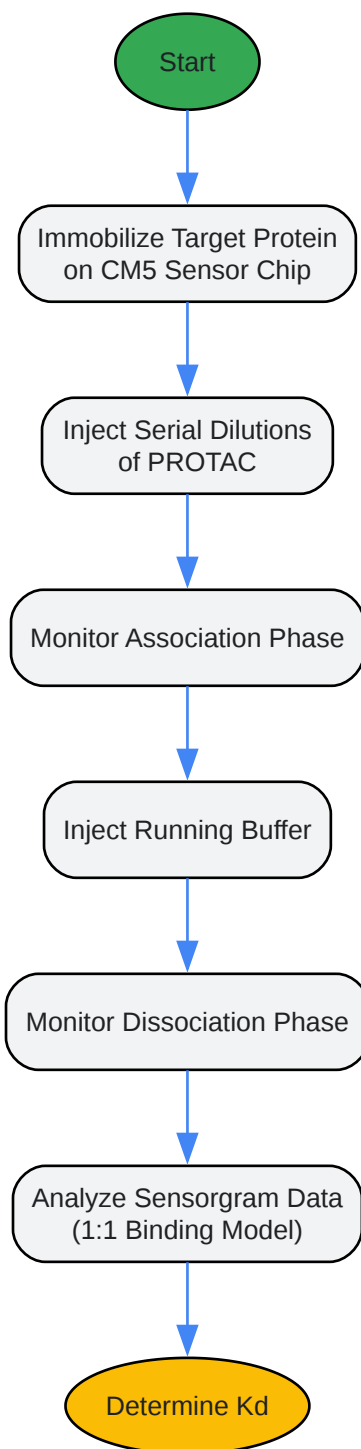 Start
Immobilize Target Protein
on CM5 Sensor Chip
Inject Serial Dilutions
of PROTAC
Monitor Association Phase
Inject Running Buffer
Monitor Dissociation Phase
Analyze Sensorgram Data
(1:1 Binding Model)
Determine Kd